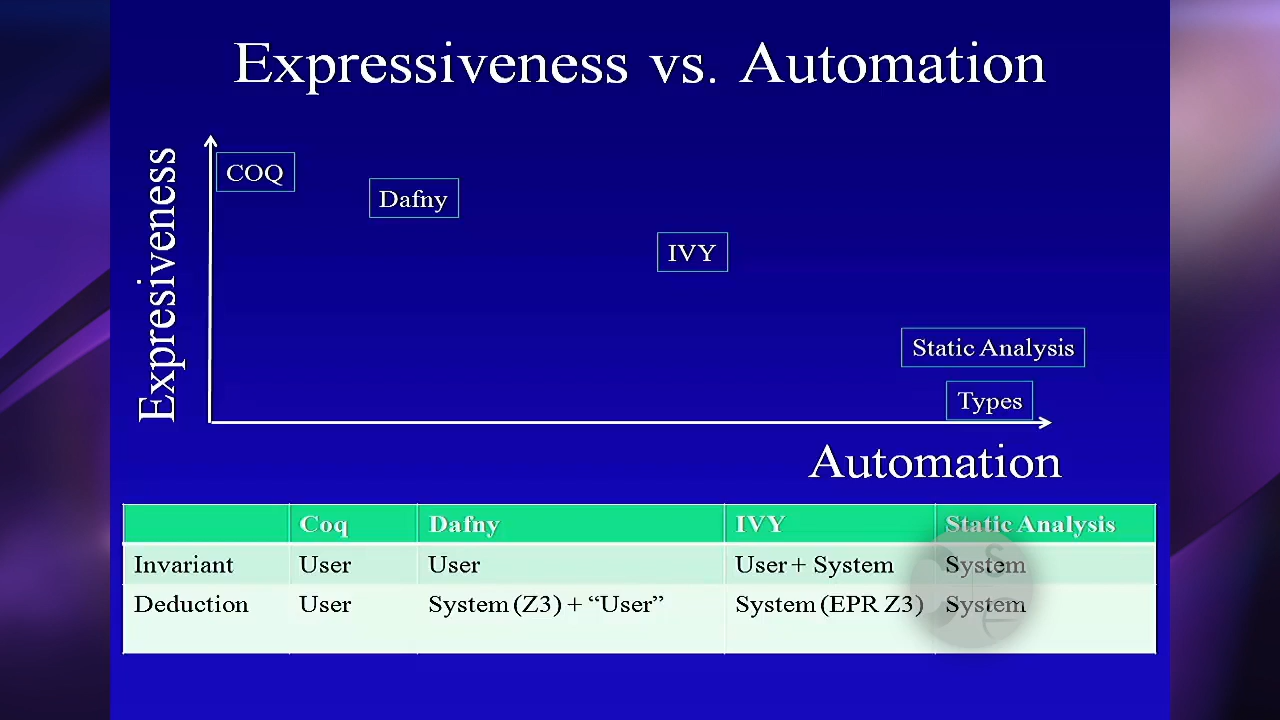 Expressiveness vs. Automation
Expresiveness
COQ
Dafny
IVY
Static Analysis
Types
Automation
Coq Dafny IVY Static Analysis
Invariant User User User + System System
Deduction User System (Z3) + “User” System (EPR Z3) System